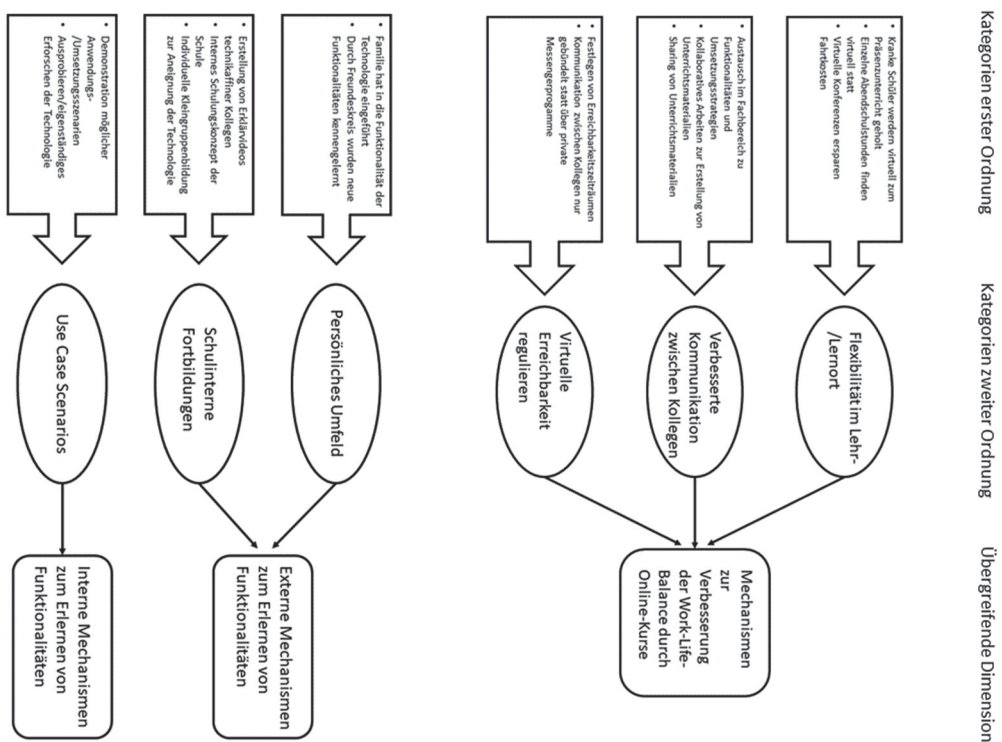 Kategorien erster Ordnung
Kategorien zweiter Ordnung
Übergreifende Dimension
• Kranke Schüler werdern virtuell zum
Präsenzunterricht geholt
• Einzelne Abendschulstunden finden
virtuell statt
• Virtuelle Konferenzen ersparen
Fahrtkosten
Flexibilität im Lehr-
/Lernort
• Austausch im Fachbereich zu
Funktionalitäten und
Umsetzungsstrategien
• Kollaboratives Arbeiten zur Erstellung von
Unterrichtsmaterialien
• Sharing von Unterrichtsmaterialien
Verbesserte
Kommunikation
zwischen Kollegen
• Festlegen von Erreichbarkeitszeiträumen
• Kommunikation zwischen Kollegen nur
gebündelt statt über private
Messengerprogamme
Virtuelle
Erreichbarkeit
regulieren
Mechanismen
zur
Verbesserung
der Work-Life-
Balance durch
Online-Kurse
• Familie hat in die Funktionalität der
Technologie eingeführt
• Durch Freundeskreis wurden neue
Funktionalitäten kennengelernt
Persönliches Umfeld
• Erstellung von Erklärvideos
technikaffiner Kollegen
• Internes Schulungskonzept der
Schule
• Individuelle Kleingruppenbildung
zur Aneignung der Technologie
Schulinterne
Fortbildungen
Externe Mechanismen
zum Erlernen von
Funktionalitäten
• Demonstration möglicher
Anwendungs-
/Umsetzungsszenarien
• Ausprobieren/eigenständiges
Erforschen der Technologie
Use Case Scenarios
Interne Mechanismen
zum Erlernen von
Funktionalitäten